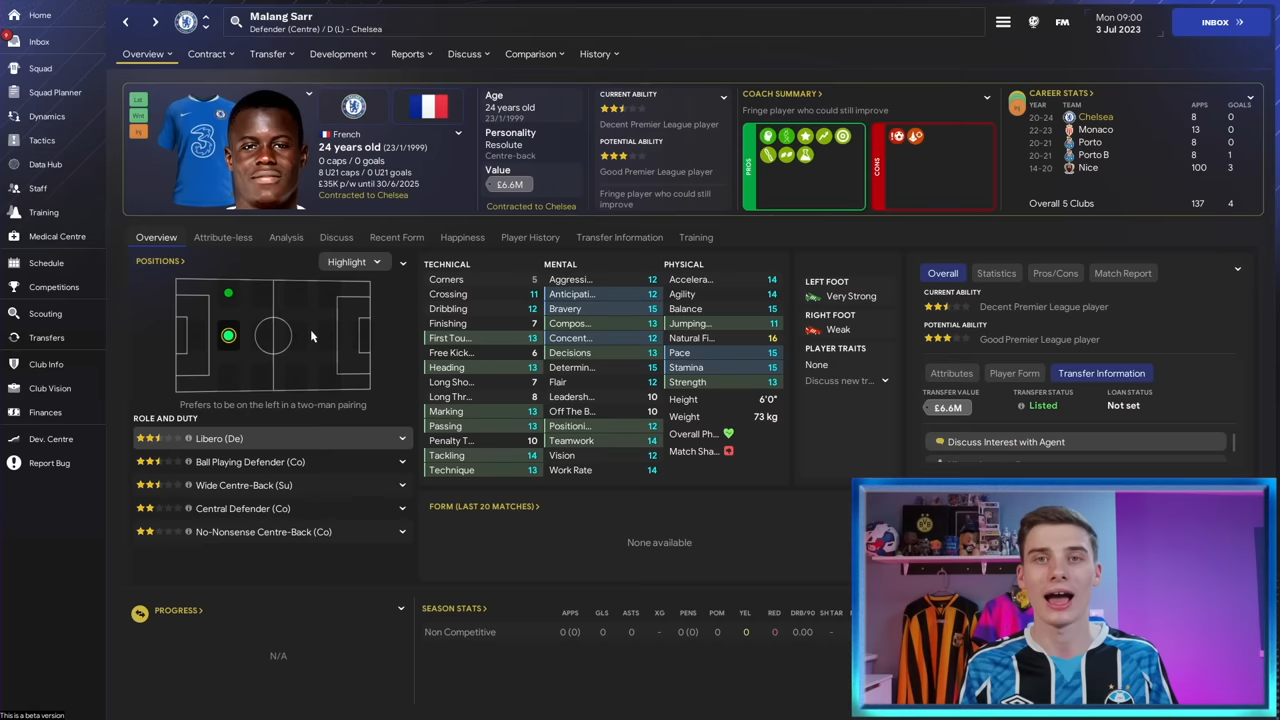 Home
Inbox
Squad
Squad Planner
Dynamics
Tactics
Data Hub
Staff
Training
Medical Centre
Schedule
Competitions
Scouting
Transfers
Club Info
Club Vision
Finances
Dev. Centre
Report Bug
This is a beta version
Malang Sarr
Defender (Centre) / D (L) - Chelsea
FM
Mon 09:00
3 Jul 2023
INBOX
Overview Contract Transfer Development Reports Discuss Comparison History
Lst
Wnt
Inj
French
24 years old (23/1/1999)
0 caps / 0 goals
8 U21 caps / 0 U21 goals
£35K p/w until 30/6/2025
Contracted to Chelsea
Age
24 years old
23/1/1999
Personality
Resolute
Centre-back
Value
£6.6M
Contracted to Chelsea
CURRENT ABILITY
Decent Premier League player
POTENTIAL ABILITY
Good Premier League player
Fringe player who could still
improve
COACH SUMMARY
Fringe player who could still improve
PROS
CONS
CAREER STATS
YEAR TEAM APPS GOALS
20-24 Chelsea 8 0
22-23 Monaco 13 0
20-21 Porto 8 0
20-21 Porto B 8 1
14-20 Nice 100 3
Overall 5 Clubs 137 4
Overview Attribute-less Analysis Discuss Recent Form Happiness Player History Transfer Information Training
POSITIONS
Highlight
Prefers to be on the left in a two-man pairing
ROLE AND DUTY
Libero (De)
Ball Playing Defender (Co)
Wide Centre-Back (Su)
Central Defender (Co)
No-Nonsense Centre-Back (Co)
TECHNICAL
Corners 5
Crossing 11
Dribbling 12
Finishing 7
First Tou... 13
Free Kick... 6
Heading 13
Long Sho... 7
Long Thr... 8
Marking 13
Passing 13
Penalty T... 10
Tackling 14
Technique 13
MENTAL
Aggressi... 12
Anticipati... 12
Bravery 15
Compos... 13
Concent... 12
Decisions 13
Determin... 15
Flair 12
Leadersh... 10
Off The B... 10
Positioni... 12
Teamwork 14
Vision 12
Work Rate 14
PHYSICAL
Accelera... 14
Agility 14
Balance 15
Jumping... 11
Natural Fi... 16
Pace 15
Stamina 15
Strength 13
Height 6'0"
Weight 73 kg
Overall Ph...
Match Sha...
LEFT FOOT
Very Strong
RIGHT FOOT
Weak
PLAYER TRAITS
None
Discuss new tr...
Overall Statistics Pros/Cons Match Report
CURRENT ABILITY
Decent Premier League player
POTENTIAL ABILITY
Good Premier League player
Attributes Player Form Transfer Information
TRANSFER VALUE TRANSFER STATUS LOAN STATUS
£6.6M Listed Not set
Discuss Interest with Agent
FORM (LAST 20 MATCHES)
None available
PROGRESS
N/A
SEASON STATS APPS GLS ASTS XG PENS POM YEL RED DRB/90 SH TAR
Non Competitive 0 (0) 0 0 - 0 (0) 0 0 0 0.00 -